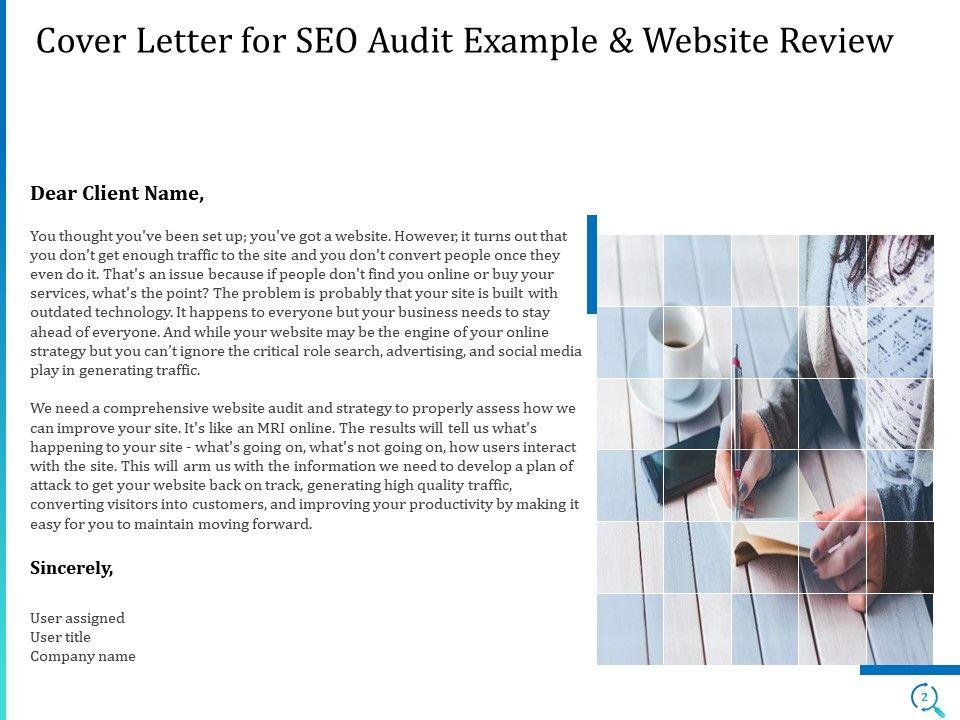 Cover Letter for SEO Audit Example & Website Review
Dear Client Name,
You thought you've been set up; you've got a website. However, it turns out that
you don't get enough traffic to the site and you don't convert people once they
even do it. That's an issue because if people don't find you online or buy your
services, what's the point? The problem is probably that your site is built with
outdated technology. It happens to everyone but your business needs to stay
ahead of everyone. And while your website may be the engine of your online
strategy but you can’t ignore the critical role search, advertising, and social media
play in generating traffic.
We need a comprehensive website audit and strategy to properly assess how we
can improve your site. It's like an MRI online. The results will tell us what's
happening to your site - what's going on, what's not going on, how users interact
with the site. This will arm us with the information we need to develop a plan of
attack to get your website back on track, generating high quality traffic,
converting visitors into customers, and improving your productivity by making it
easy for you to maintain moving forward.
Sincerely,
User assigned
User title
Company name
2